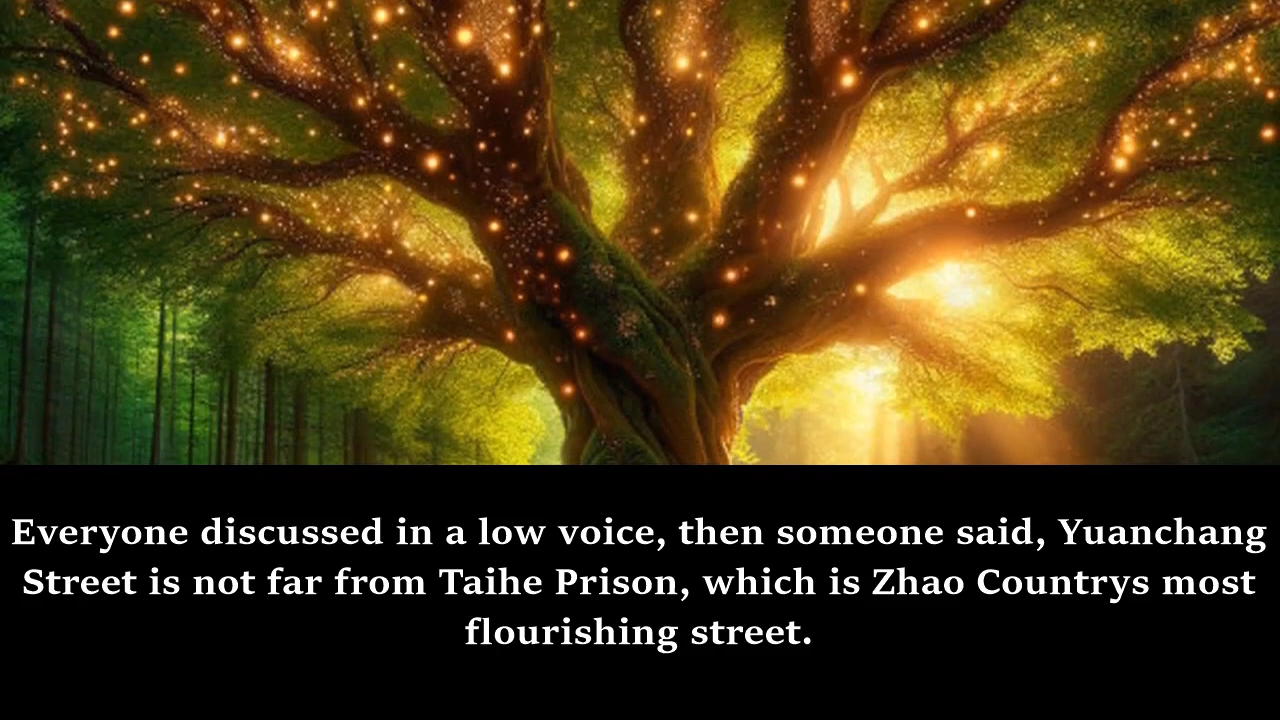 Everyone discussed in a low voice, then someone said, Yuanchang
Street is not far from Taihe Prison, which is Zhao Countrys most
flourishing street.